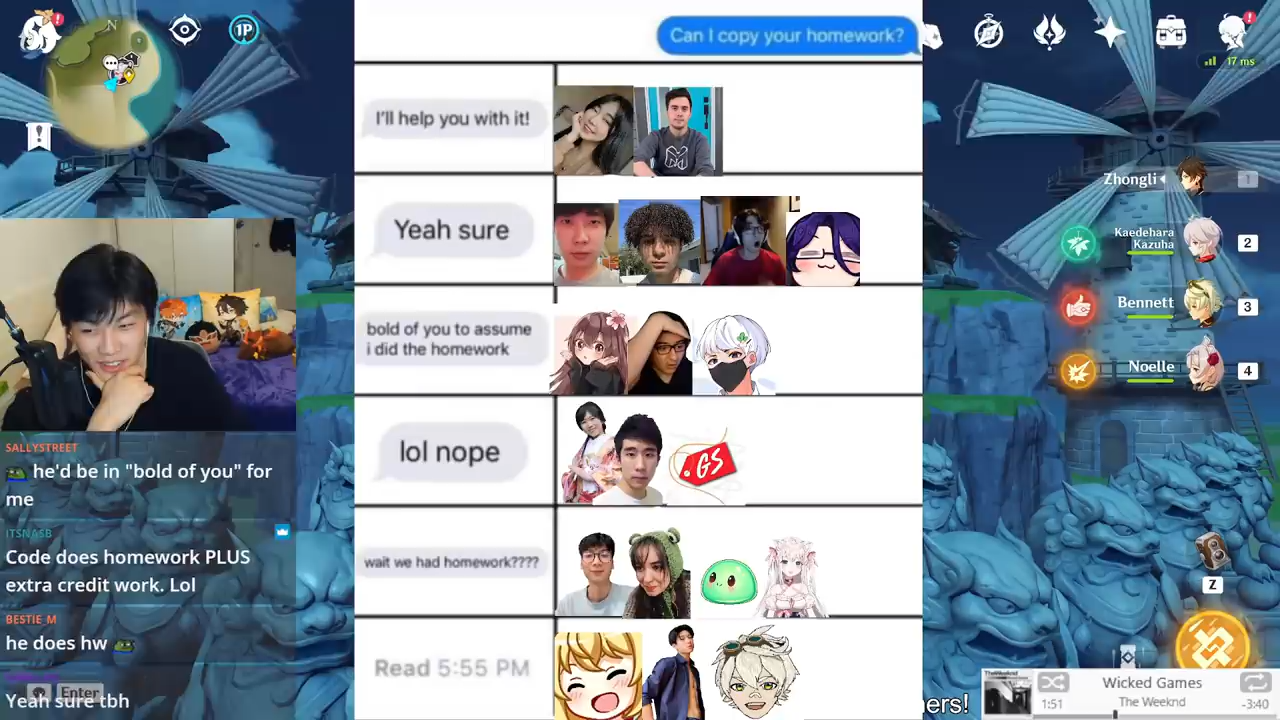 N
1P
17 ms
Can I copy your homework?
I'll help you with it!
Yeah sure
bold of you to assume
i did the homework
lol nope
.GS
wait we had homework????
Read 5:55 PM
Zhongli
1
Kaedehara
Kazuha
2
Bennett
3
Noelle
4
Z
SALLYSTREET
he'd be in "bold of you" for
me
ITSNASB
Code does homework PLUS
extra credit work. Lol
BESTIE_M
he does hw
Yeah sure tbh
Enter
ers!
Wicked Games
The Weeknd
1:51
-3:40